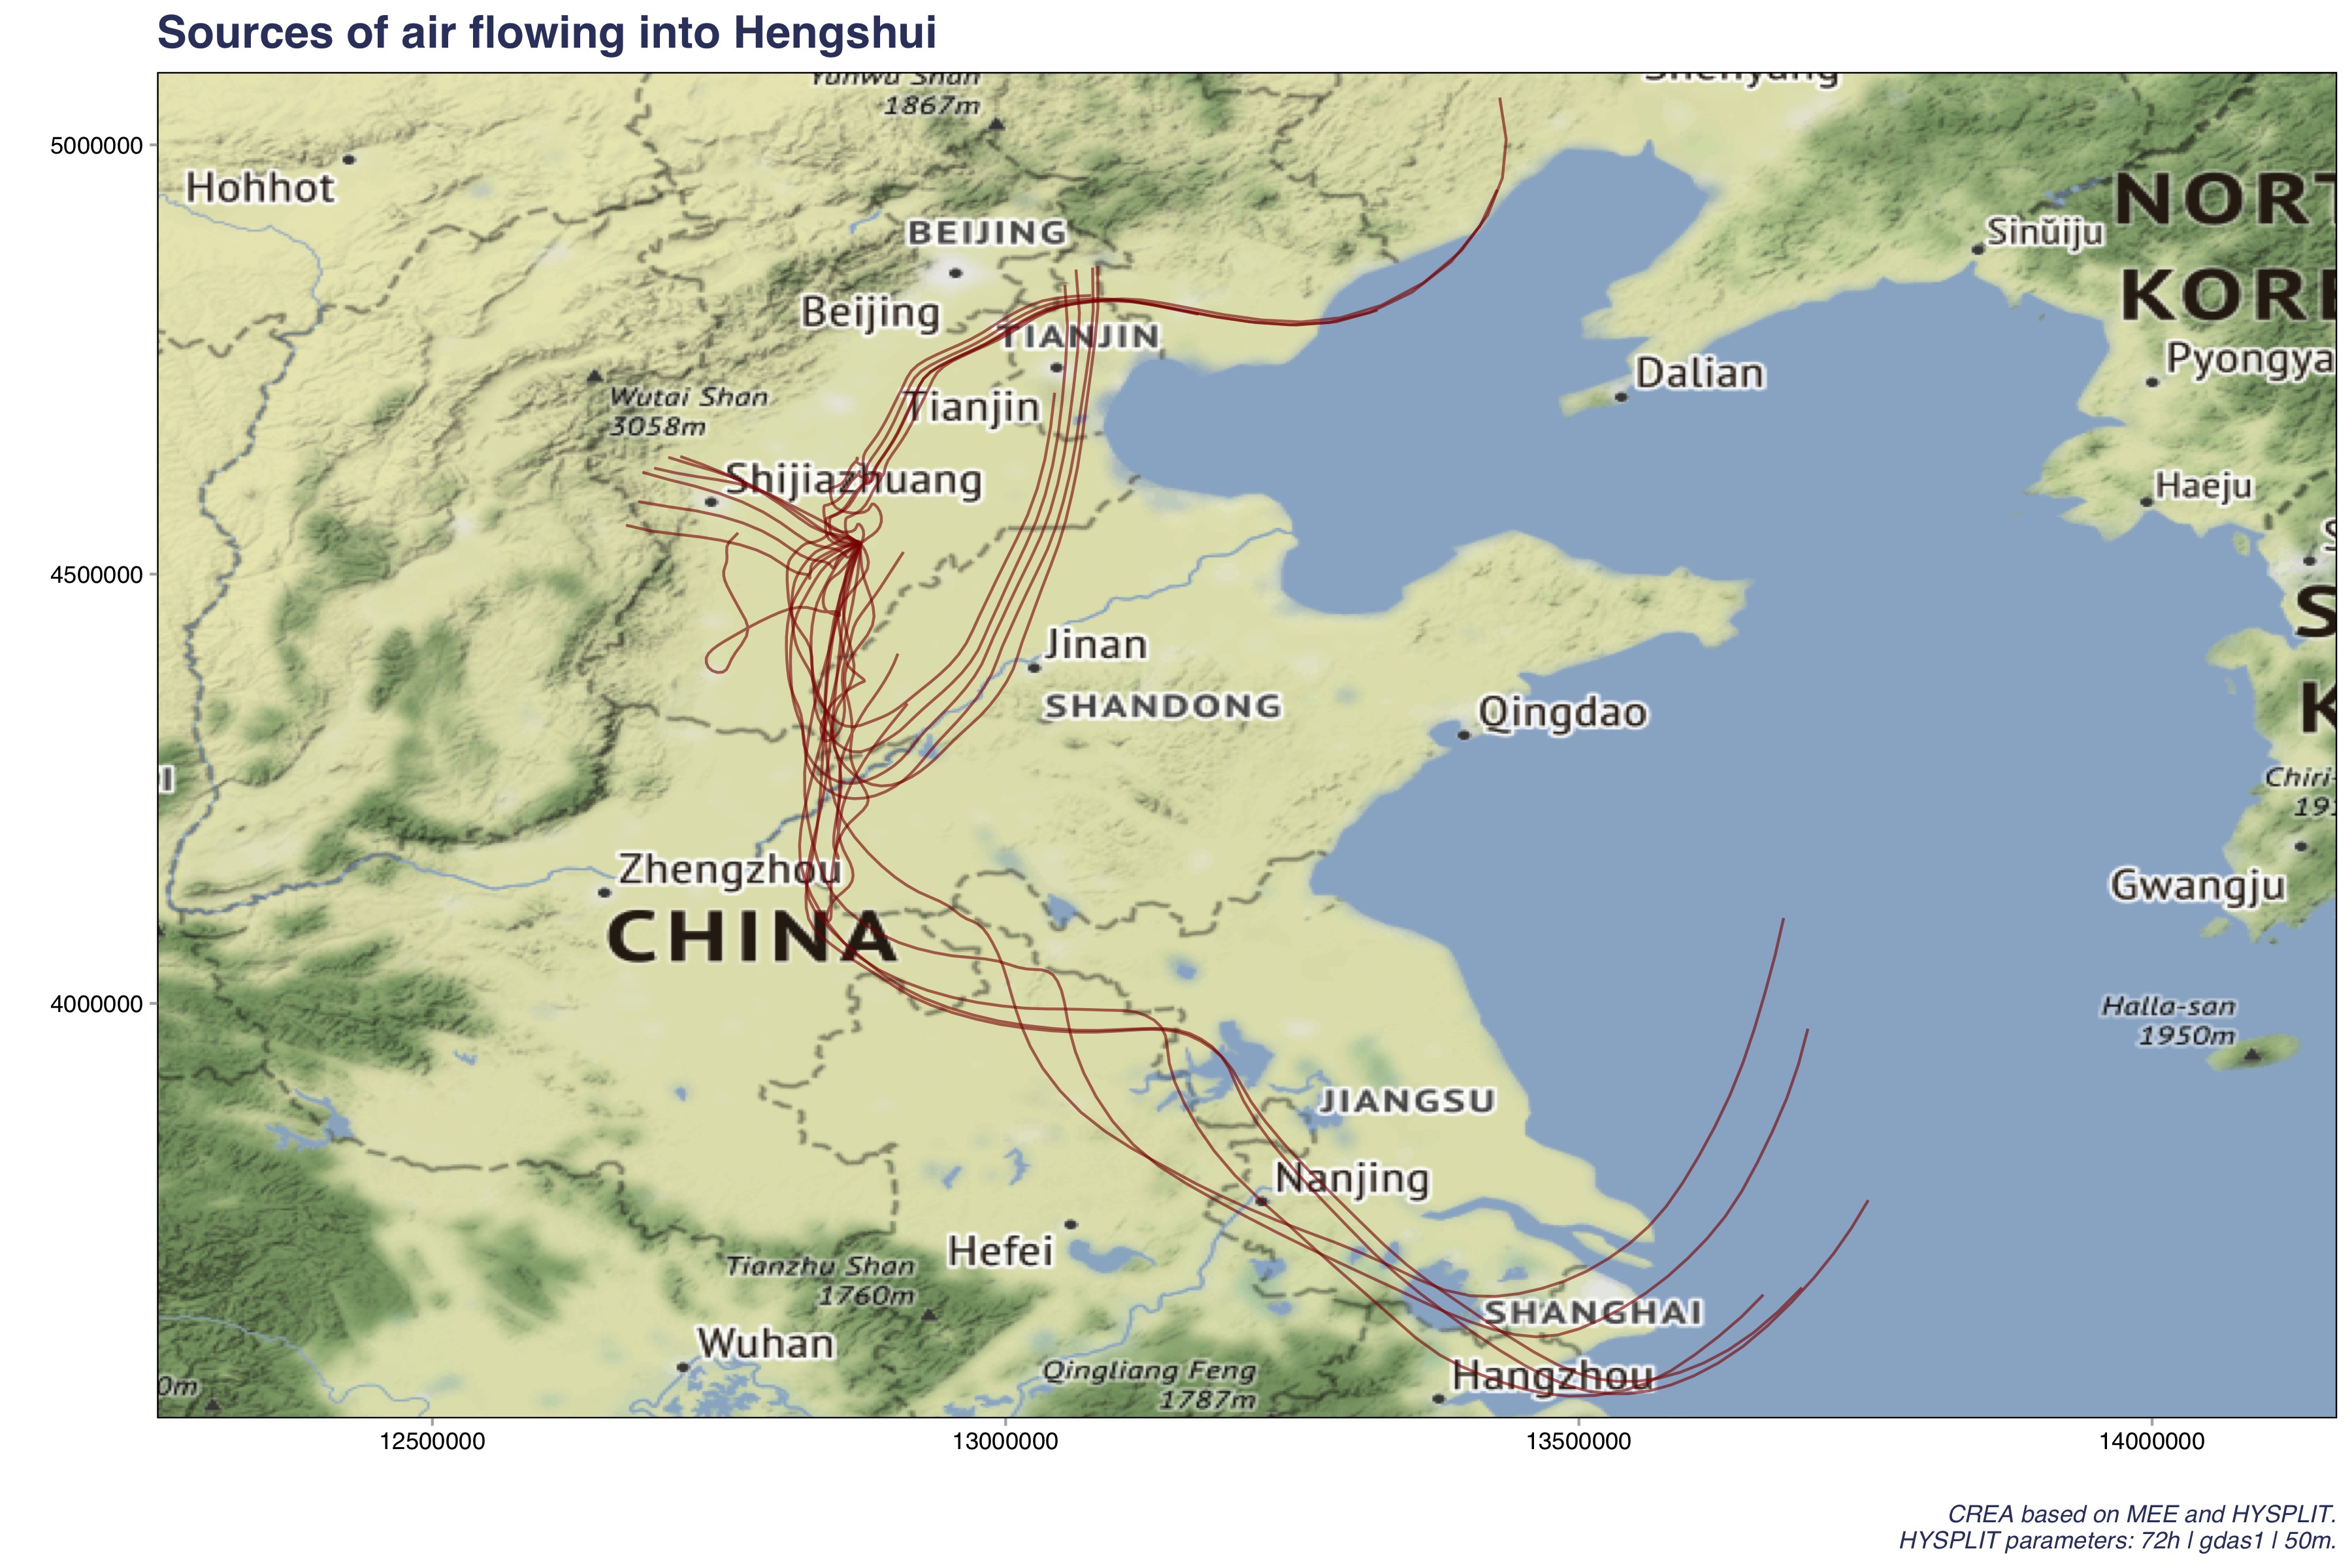 Sources of air flowing into Hengshui
Yunwu Shan
1867m
Shenyang
5000000
Hohhot
NORT
Sinŭiju
BEIJING
KORE
Beijing
TIANJIN
Pyongya
Dalian
Wutai Shan
3058m
Tianjin
Shijiazhuang
Haeju
S
4500000
S
Jinan
SHANDONG
Qingdao
K
Chiri-
191
Zhengzhou
Gwangju
CHINA
4000000
Halla-san
1950m
JIANGSU
Nanjing
Hefei
Tianzhu Shan
1760m
SHANGHAI
Wuhan
Qingliang Feng
1787m
Hangzhou
0m
12500000
13000000
13500000
14000000
CREA based on MEE and HYSPLIT.
HYSPLIT parameters: 72h | gdas1 | 50m.